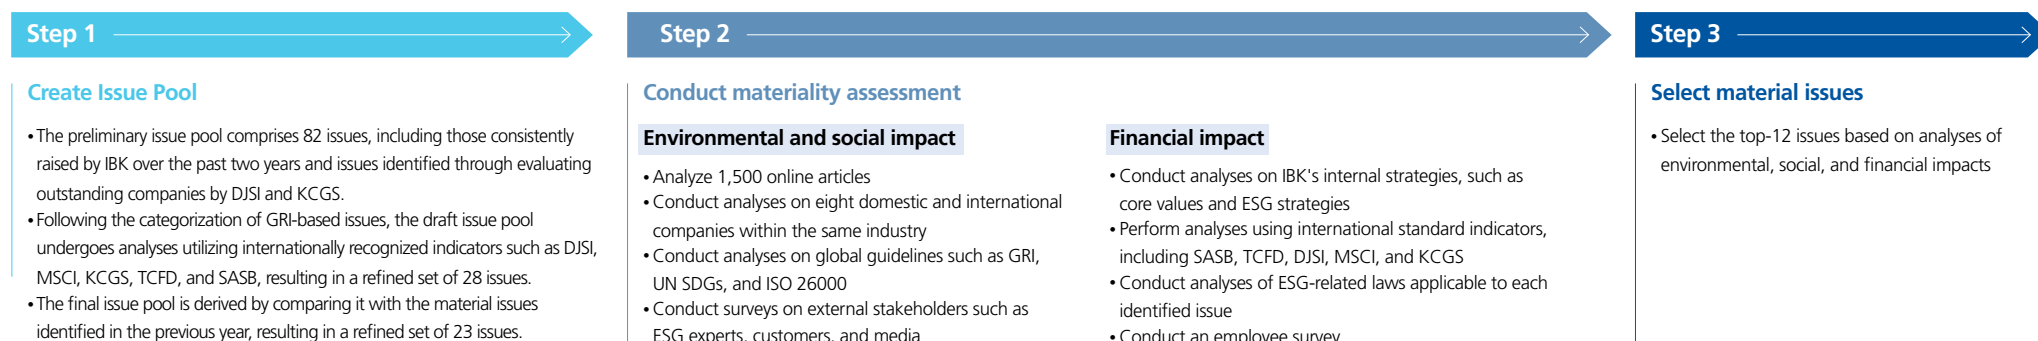 Step 1
Create Issue Pool
• The preliminary issue pool comprises 82 issues, including those consistently
raised by IBK over the past two years and issues identified through evaluating
outstanding companies by DJSI and KCGS.
• Following the categorization of GRI-based issues, the draft issue pool
undergoes analyses utilizing internationally recognized indicators such as DJSI,
MSCI, KCGS, TCFD, and SASB, resulting in a refined set of 28 issues.
• The final issue pool is derived by comparing it with the material issues
identified in the previous year, resulting in a refined set of 23 issues.
Step 2
Conduct materiality assessment
Environmental and social impact
• Analyze 1,500 online articles
• Conduct analyses on eight domestic and international
companies within the same industry
• Conduct analyses on global guidelines such as GRI,
UN SDGs, and ISO 26000
• Conduct surveys on external stakeholders such as
ESG experts, customers, and media
Financial impact
• Conduct analyses on IBK's internal strategies, such as
core values and ESG strategies
• Perform analyses using international standard indicators,
including SASB, TCFD, DJSI, MSCI, and KCGS
• Conduct analyses of ESG-related laws applicable to each
identified issue
• Conduct an employee survey
Step 3
Select material issues
• Select the top-12 issues based on analyses of
environmental, social, and financial impacts